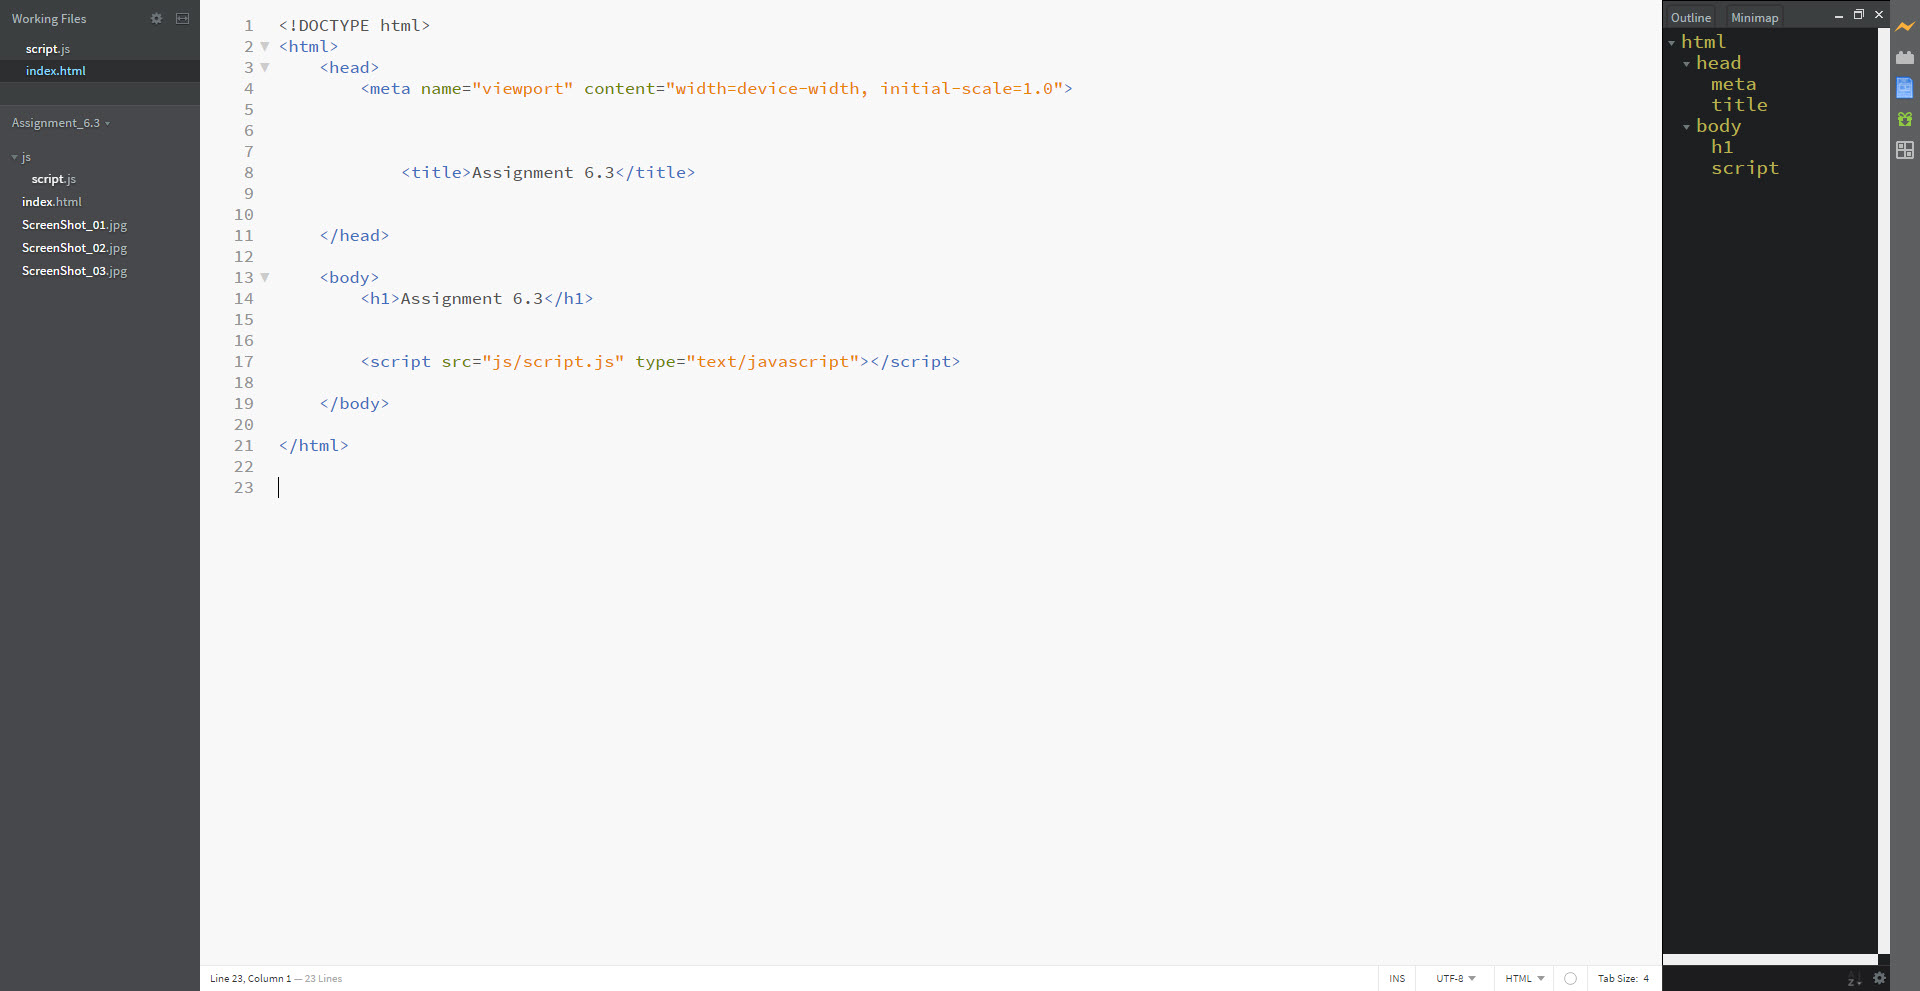 Working Files
script.js
index.html
Assignment_6.3
js
script.js
index.html
ScreenShot_01.jpg
ScreenShot_02.jpg
ScreenShot_03.jpg
1 <!DOCTYPE html>
2 <html>
3 <head>
4 <meta name="viewport" content="width=device-width, initial-scale=1.0">
5
6
7
8 <title>Assignment 6.3</title>
9
10
11 </head>
12
13 <body>
14 <h1>Assignment 6.3</h1>
15
16
17 <script src="js/script.js" type="text/javascript"></script>
18
19 </body>
20
21 </html>
22
23
Line 23, Column 1 — 23 Lines
INS UTF-8 HTML Tab Size: 4
Outline Minimap
html
head
meta
title
body
h1
script